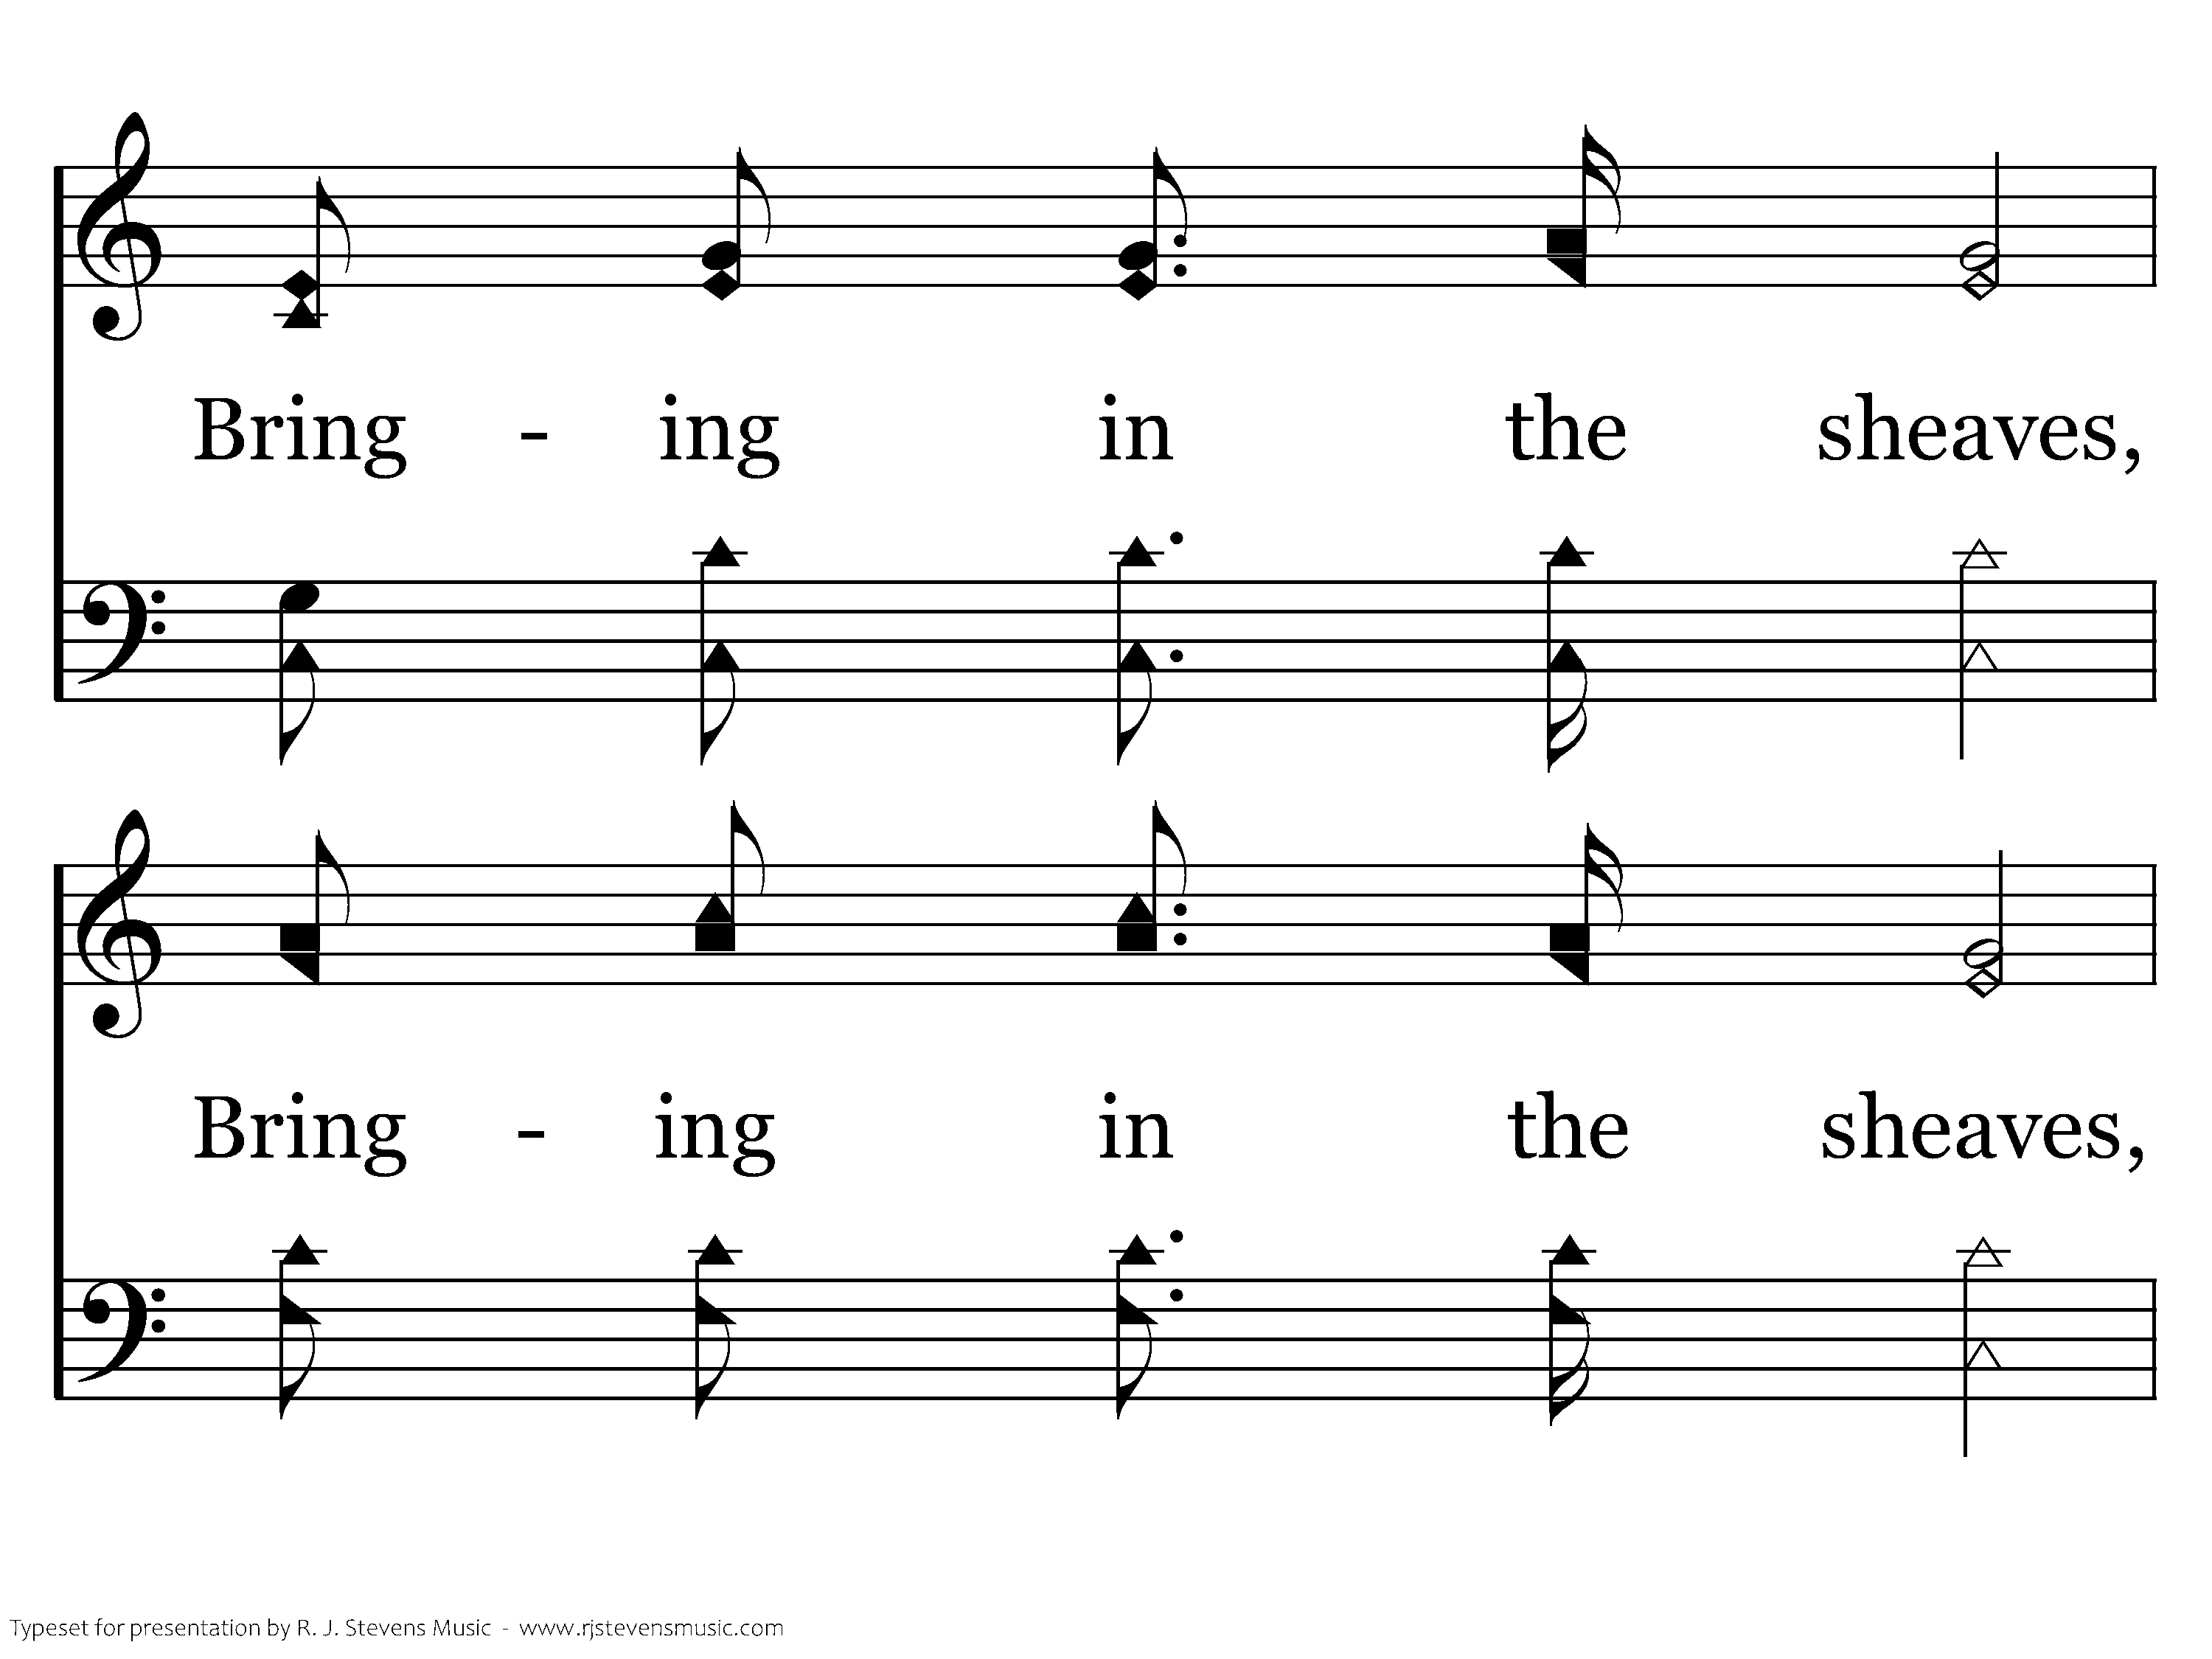 Bring - ing in the sheaves,
Bring - ing in the sheaves,
Typeset for presentation by R. J. Stevens Music - www.rjstevensmusic.com